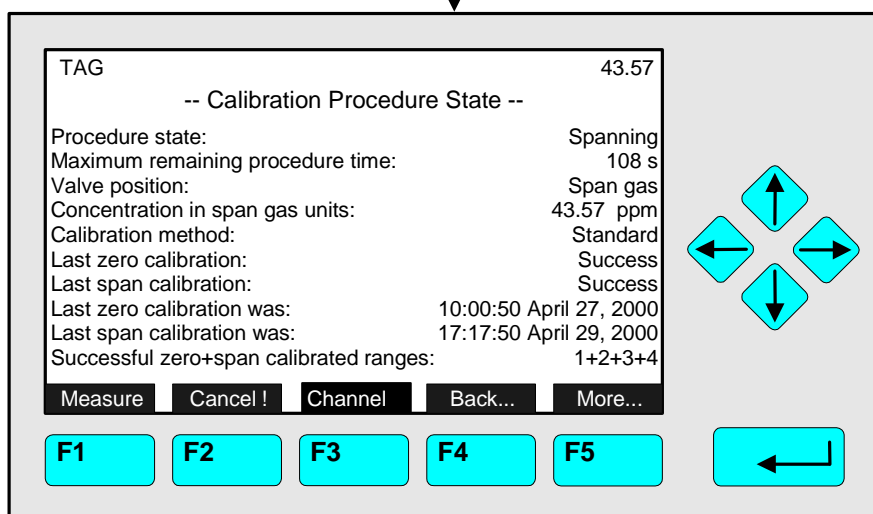 TAG 43.57
-- Calibration Procedure State --
Procedure state: Spanning
Maximum remaining procedure time: 108 s
Valve position: Span gas
Concentration in span gas units: 43.57 ppm
Calibration method: Standard
Last zero calibration: Success
Last span calibration: Success
Last zero calibration was: 10:00:50 April 27, 2000
Last span calibration was: 17:17:50 April 29, 2000
Successful zero+span calibrated ranges: 1+2+3+4
Measure Cancel ! Channel Back... More...
F1 F2 F3 F4 F5